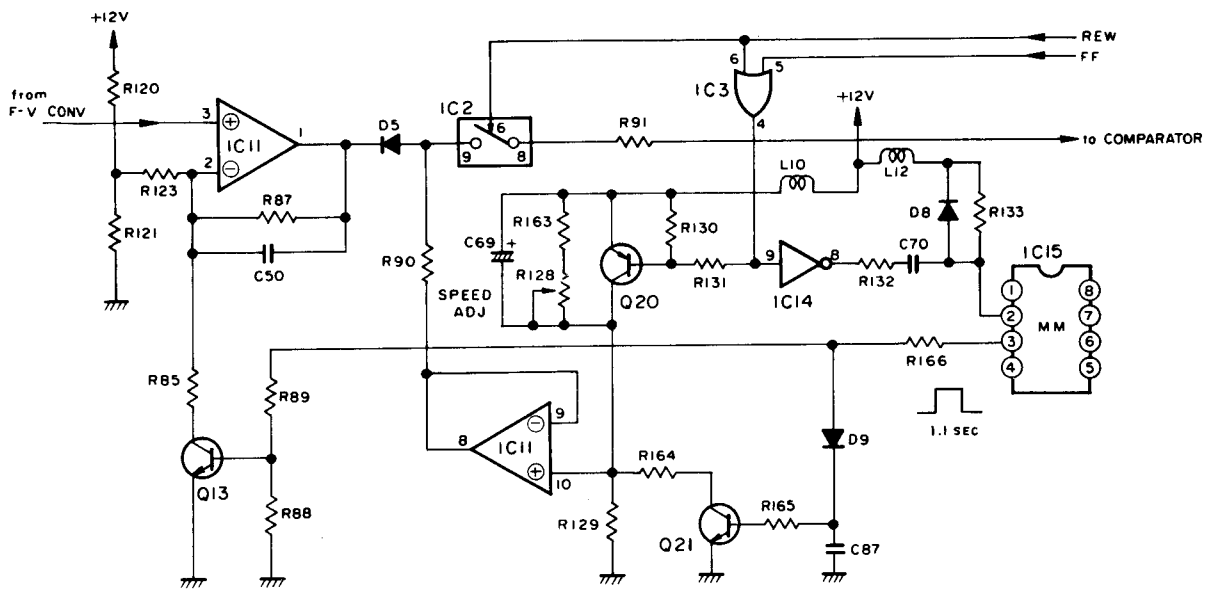 +12V
REW
FF
6
5
IC3
4
from
F-V CONV
R120
3
⊕
IC11
1
2
⊖
D5
IC2
6
9
8
R91
+12V
to COMPARATOR
R123
R87
C50
R121
L10
L12
D8
R133
R163
R130
C69
+
R128
SPEED
ADJ
R90
Q20
R131
9
8
IC14
R132
C70
IC15
1
8
2
7
MM
3
6
4
5
R166
1.1 SEC
R85
R89
9
⊖
8
IC11
⊕
10
D9
R164
Q13
R88
R129
R165
Q21
C87